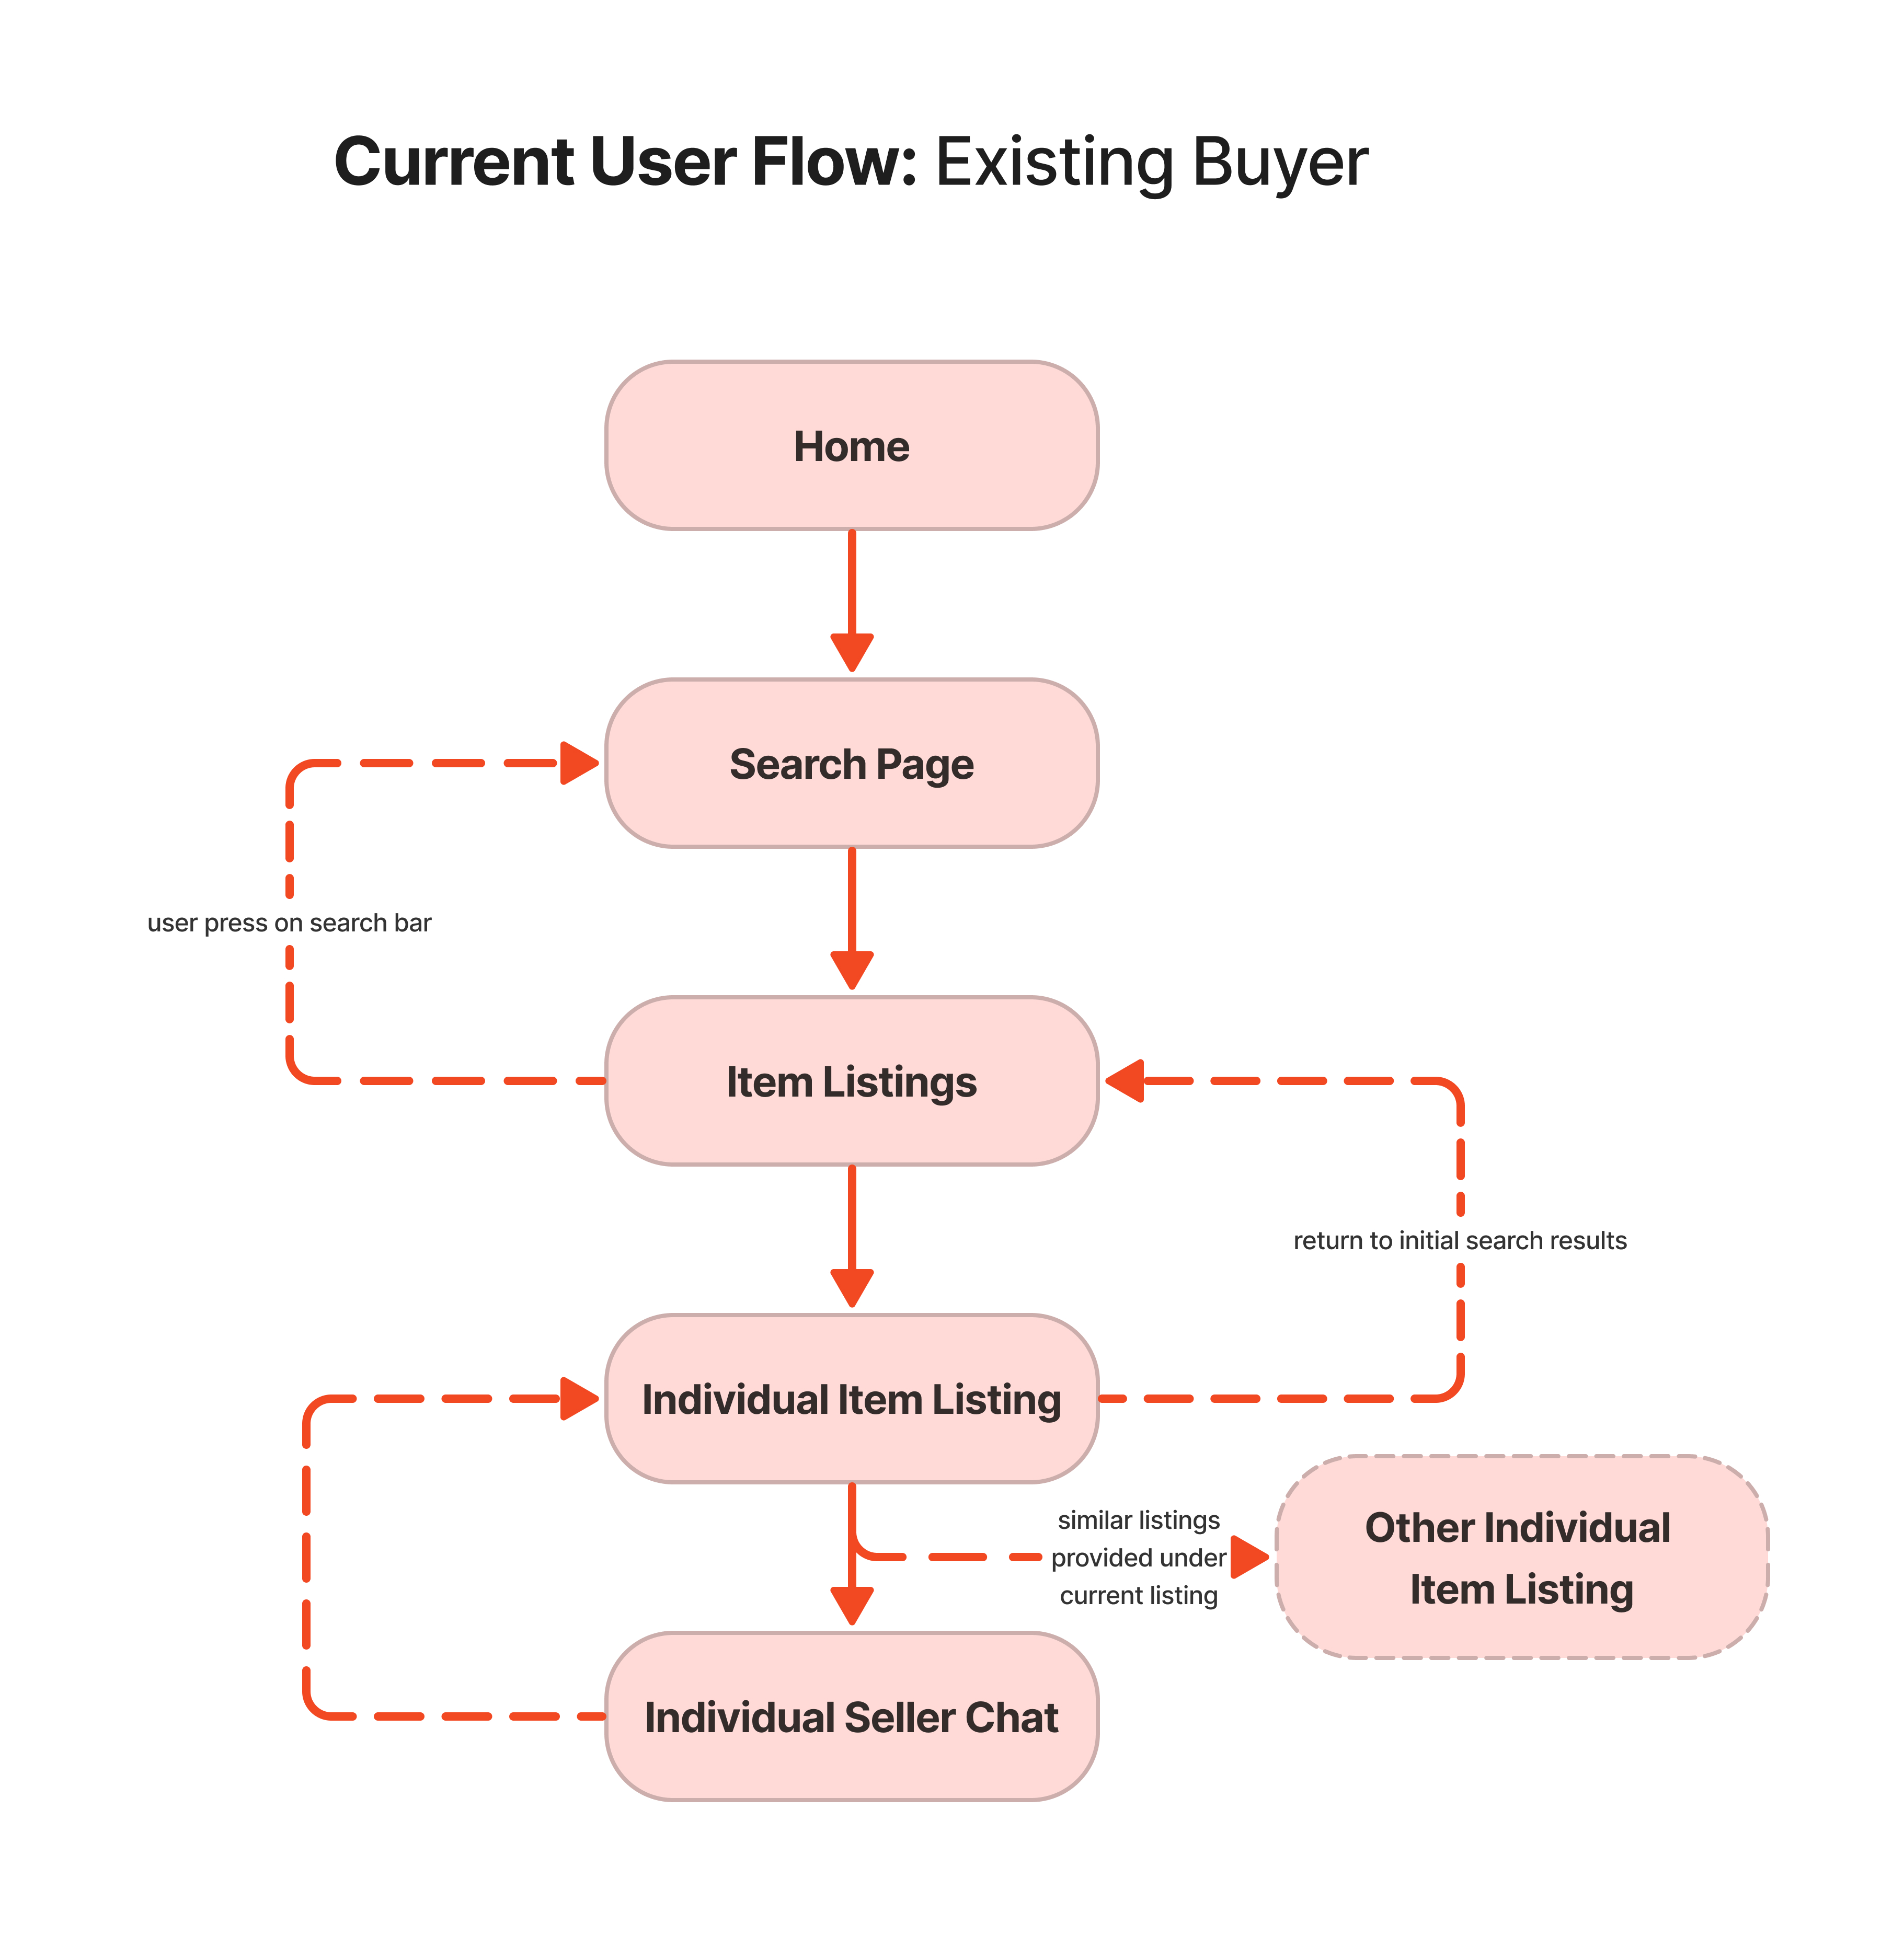 Current User Flow: Existing Buyer
Home
Search Page
user press on search bar
Item Listings
return to initial search results
Individual Item Listing
similar listings
provided under
current listing
Other Individual
Item Listing
Individual Seller Chat